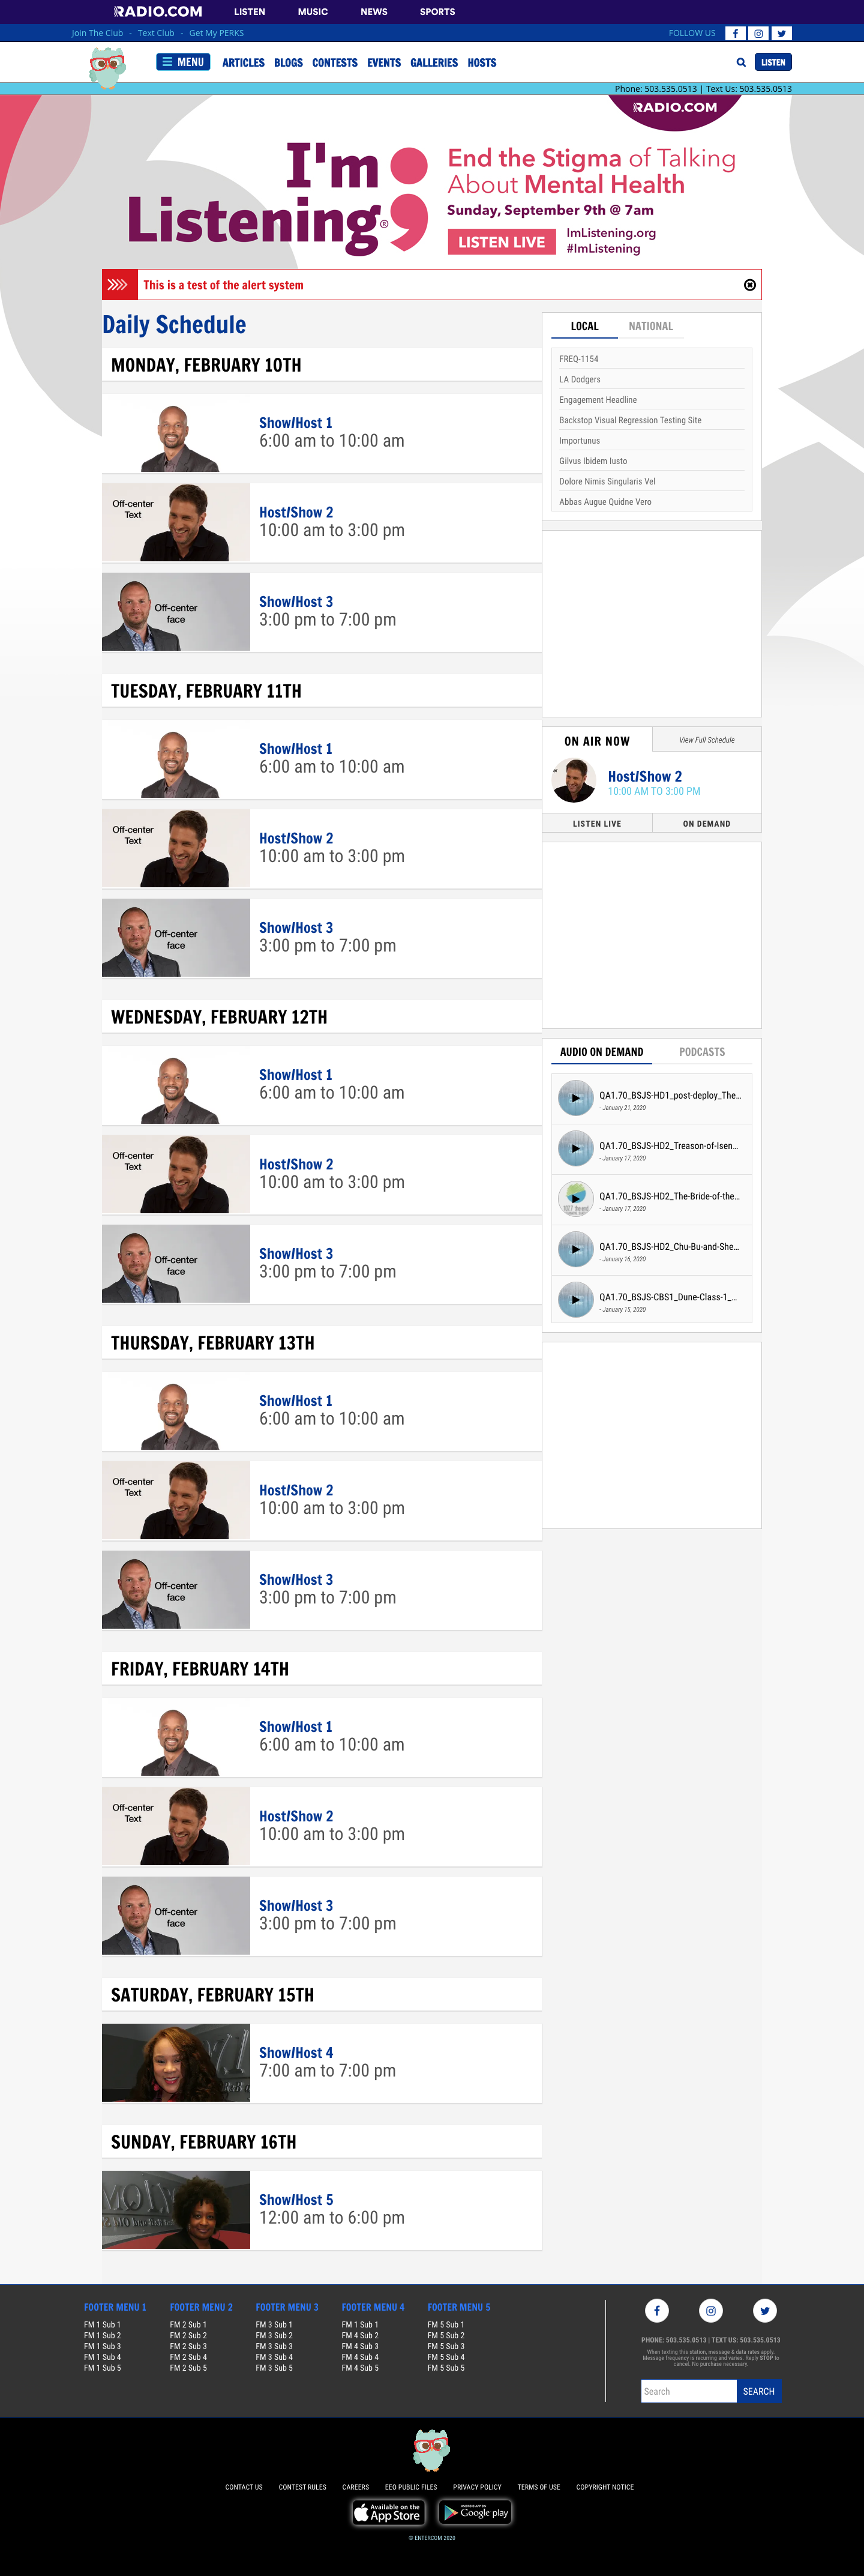 RADIO.COM LISTEN MUSIC NEWS SPORTS
Join The Club - Text Club - Get My PERKS FOLLOW US
MENU ARTICLES BLOGS CONTESTS EVENTS GALLERIES HOSTS LISTEN
Phone: 503.535.0513 | Text Us: 503.535.0513
RADIO.COM
I'm
Listening®
End the Stigma of Talking
About Mental Health
Sunday, September 9th @ 7am
LISTEN LIVE
ImListening.org
#ImListening
This is a test of the alert system
Daily Schedule
MONDAY, FEBRUARY 10TH
Show/Host 1
6:00 am to 10:00 am
Off-center
Text
Host/Show 2
10:00 am to 3:00 pm
Off-center
face
Show/Host 3
3:00 pm to 7:00 pm
TUESDAY, FEBRUARY 11TH
Show/Host 1
6:00 am to 10:00 am
Off-center
Text
Host/Show 2
10:00 am to 3:00 pm
Off-center
face
Show/Host 3
3:00 pm to 7:00 pm
WEDNESDAY, FEBRUARY 12TH
Show/Host 1
6:00 am to 10:00 am
Off-center
Text
Host/Show 2
10:00 am to 3:00 pm
Off-center
face
Show/Host 3
3:00 pm to 7:00 pm
THURSDAY, FEBRUARY 13TH
Show/Host 1
6:00 am to 10:00 am
Off-center
Text
Host/Show 2
10:00 am to 3:00 pm
Off-center
face
Show/Host 3
3:00 pm to 7:00 pm
FRIDAY, FEBRUARY 14TH
Show/Host 1
6:00 am to 10:00 am
Off-center
Text
Host/Show 2
10:00 am to 3:00 pm
Off-center
face
Show/Host 3
3:00 pm to 7:00 pm
SATURDAY, FEBRUARY 15TH
Show/Host 4
7:00 am to 7:00 pm
SUNDAY, FEBRUARY 16TH
Show/Host 5
12:00 am to 6:00 pm
LOCAL NATIONAL
FREQ-1154
LA Dodgers
Engagement Headline
Backstop Visual Regression Testing Site
Importunus
Gilvus Ibidem Iusto
Dolore Nimis Singularis Vel
Abbas Augue Quidne Vero
ON AIR NOW View Full Schedule
Host/Show 2
10:00 AM TO 3:00 PM
LISTEN LIVE ON DEMAND
AUDIO ON DEMAND PODCASTS
QA1.70_BSJS-HD1_post-deploy_The...
- January 21, 2020
QA1.70_BSJS-HD2_Treason-of-Isen...
- January 17, 2020
QA1.70_BSJS-HD2_The-Bride-of-the...
- January 17, 2020
QA1.70_BSJS-HD2_Chu-Bu-and-She...
- January 16, 2020
QA1.70_BSJS-CBS1_Dune-Class-1_...
- January 15, 2020
FOOTER MENU 1
FM 1 Sub 1
FM 1 Sub 2
FM 1 Sub 3
FM 1 Sub 4
FM 1 Sub 5
FOOTER MENU 2
FM 2 Sub 1
FM 2 Sub 2
FM 2 Sub 3
FM 2 Sub 4
FM 2 Sub 5
FOOTER MENU 3
FM 3 Sub 1
FM 3 Sub 2
FM 3 Sub 3
FM 3 Sub 4
FM 3 Sub 5
FOOTER MENU 4
FM 1 Sub 1
FM 4 Sub 2
FM 4 Sub 3
FM 4 Sub 4
FM 4 Sub 5
FOOTER MENU 5
FM 5 Sub 1
FM 5 Sub 2
FM 5 Sub 3
FM 5 Sub 4
FM 5 Sub 5
PHONE: 503.535.0513 | TEXT US: 503.535.0513
When texting this station, message & data rates apply.
Message frequency is recurring and varies. Reply STOP to
cancel. No purchase necessary.
Search SEARCH
CONTACT US CONTEST RULES CAREERS EEO PUBLIC FILES PRIVACY POLICY TERMS OF USE COPYRIGHT NOTICE
Available on the
App Store
Google play
© ENTERCOM 2020